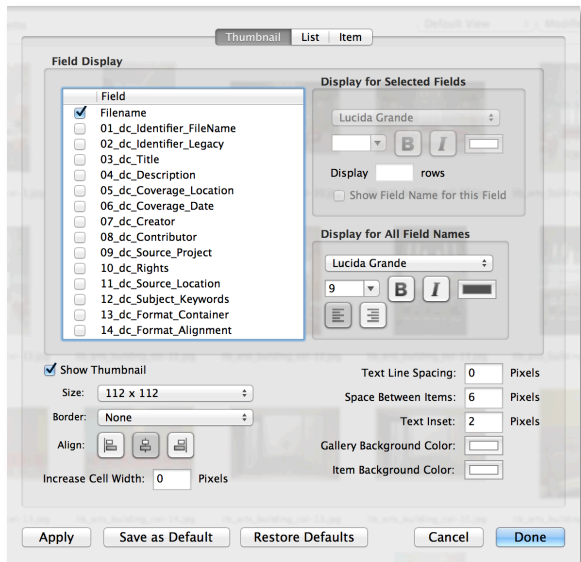 Default View
Thumbnail List Item
Field Display
Field
Filename
01_dc_Identifier_FileName
02_dc_Identifier_Legacy
03_dc_Title
04_dc_Description
05_dc_Coverage_Location
06_dc_Coverage_Date
07_dc_Creator
08_dc_Contributor
09_dc_Source_Project
10_dc_Rights
11_dc_Source_Location
12_dc_Subject_Keywords
13_dc_Format_Container
14_dc_Format_Alignment
Display for Selected Fields
Lucida Grande
B I
Display rows
Show Field Name for this Field
Display for All Field Names
Lucida Grande
9 B I
Show Thumbnail
Size: 112 x 112
Border: None
Align:
Increase Cell Width: 0 Pixels
Text Line Spacing: 0 Pixels
Space Between Items: 6 Pixels
Text Inset: 2 Pixels
Gallery Background Color:
Item Background Color:
Apply Save as Default Restore Defaults Cancel Done